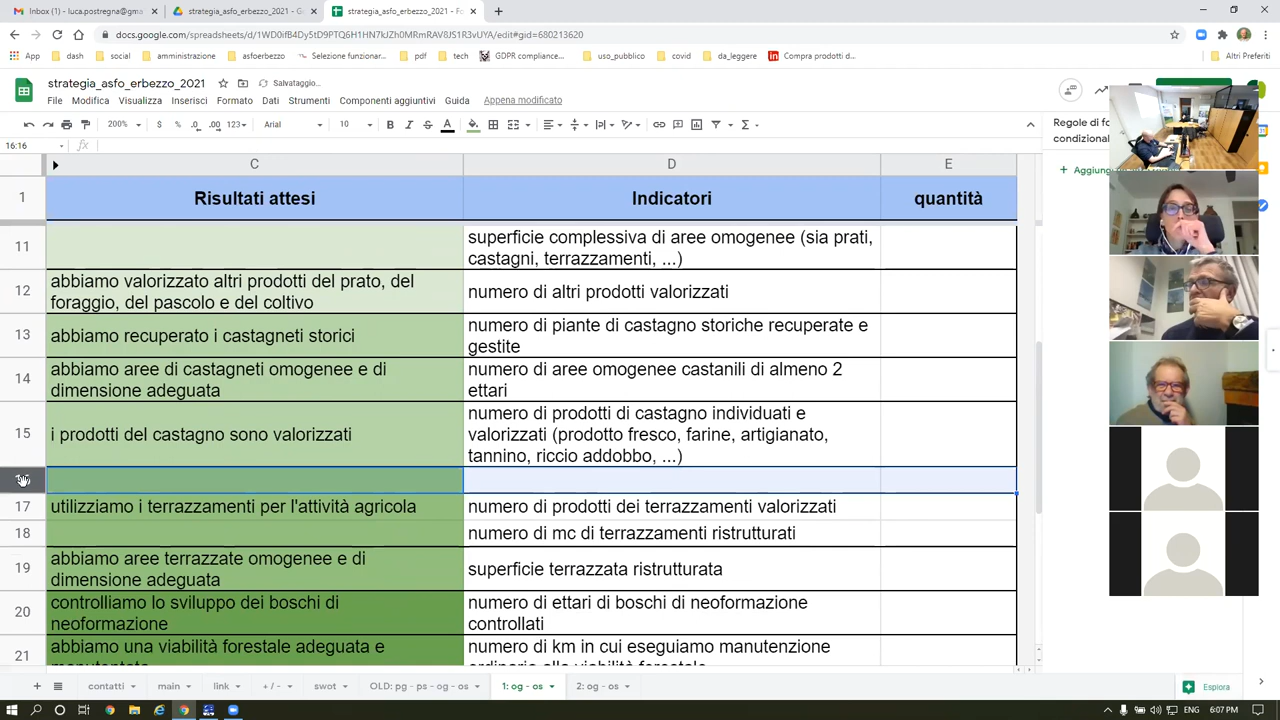 Inbox (1) - luca.postregna@gma
strategia_asfo_erbezzo_2021 - G
strategia_asfo_erbezzo_2021 - Fo
docs.google.com/spreadsheets/d/
edit#gid=680213620
App
dash
social
amministrazione
asfoerbezzo
Selezione funzionar...
pdf
tech
GDPR compliance...
uso_pubblico
covid
da_leggere
Compra prodotti d...
Altri Preferiti
strategia_asfo_erbezzo_2021
Salvataggio...
File Modifica Visualizza Inserisci Formato Dati Strumenti Componenti aggiuntivi Guida Appena modificato
200% $ % .0 .00 123 Arial 10 B I S A
Regole di fo
condizional
16:16 fx
+ Aggiung
C D E
1 Risultati attesi Indicatori quantità
11 superficie complessiva di aree omogenee (sia prati,
castagni, terrazzamenti, ...)
12 abbiamo valorizzato altri prodotti del prato, del
foraggio, del pascolo e del coltivo
numero di altri prodotti valorizzati
13 abbiamo recuperato i castagneti storici
numero di piante di castagno storiche recuperate e
gestite
14 abbiamo aree di castagneti omogenee e di
dimensione adeguata
numero di aree omogenee castanili di almeno 2
ettari
15 i prodotti del castagno sono valorizzati
numero di prodotti di castagno individuati e
valorizzati (prodotto fresco, farine, artigianato,
tannino, riccio addobbo, ...)
17 utilizziamo i terrazzamenti per l'attività agricola
numero di prodotti dei terrazzamenti valorizzati
18 numero di mc di terrazzamenti ristrutturati
19 abbiamo aree terrazzate omogenee e di
dimensione adeguata
superficie terrazzata ristrutturata
20 controlliamo lo sviluppo dei boschi di
neoformazione
numero di ettari di boschi di neoformazione
controllati
21 abbiamo una viabilità forestale adeguata e
manutentata
numero di km in cui eseguiamo manutenzione
ordinaria alla viabilità forestale
contatti main link + / - swot OLD: pg - ps - og - os 1: og - os 2: og - os
Esplora
ENG 6:07 PM